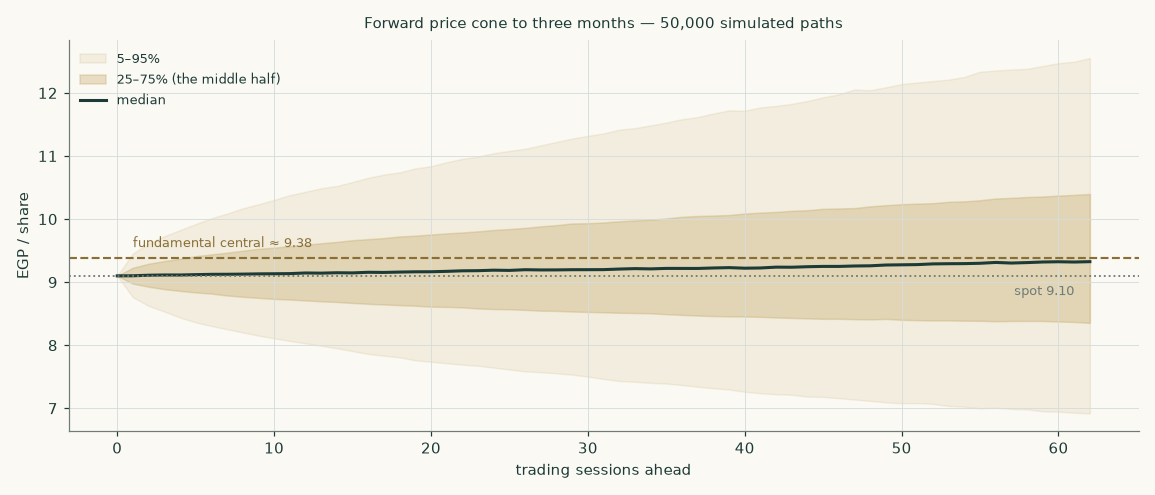 Forward price cone to three months — 50,000 simulated paths
5–95%
25–75% (the middle half)
median
fundamental central ≈ 9.38
spot 9.10
EGP / share
12
11
10
9
8
7
0 10 20 30 40 50 60
trading sessions ahead